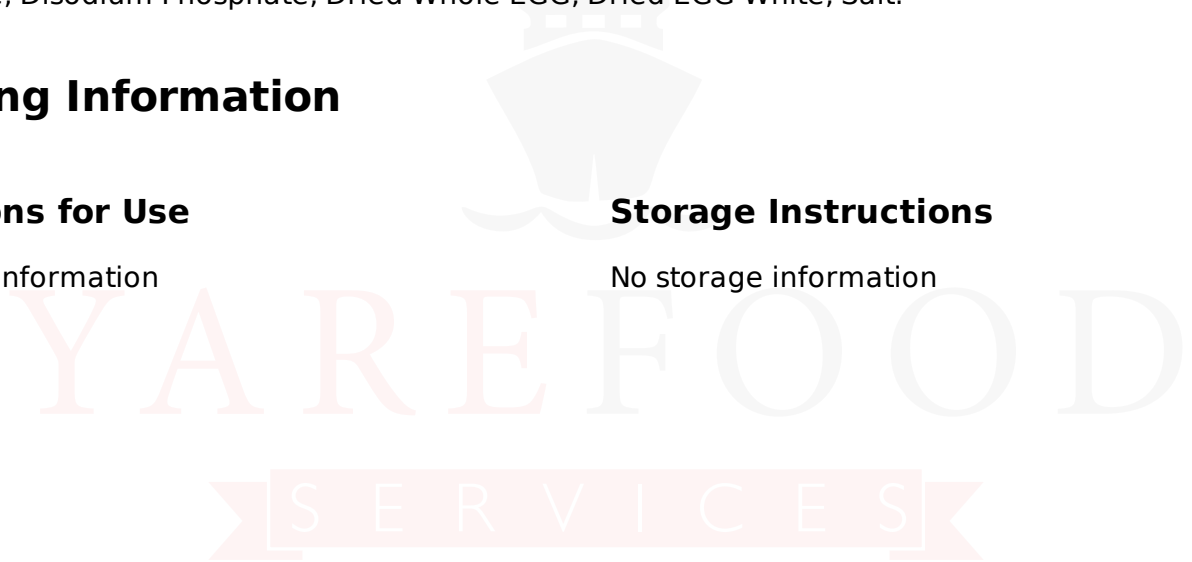 Disodium Phosphate, Dried Whole EGG, Dried EGG White, Salt.
ng Information
ns for Use
Storage Instructions
nformation
No storage information
YAREFOOD
SERVICES